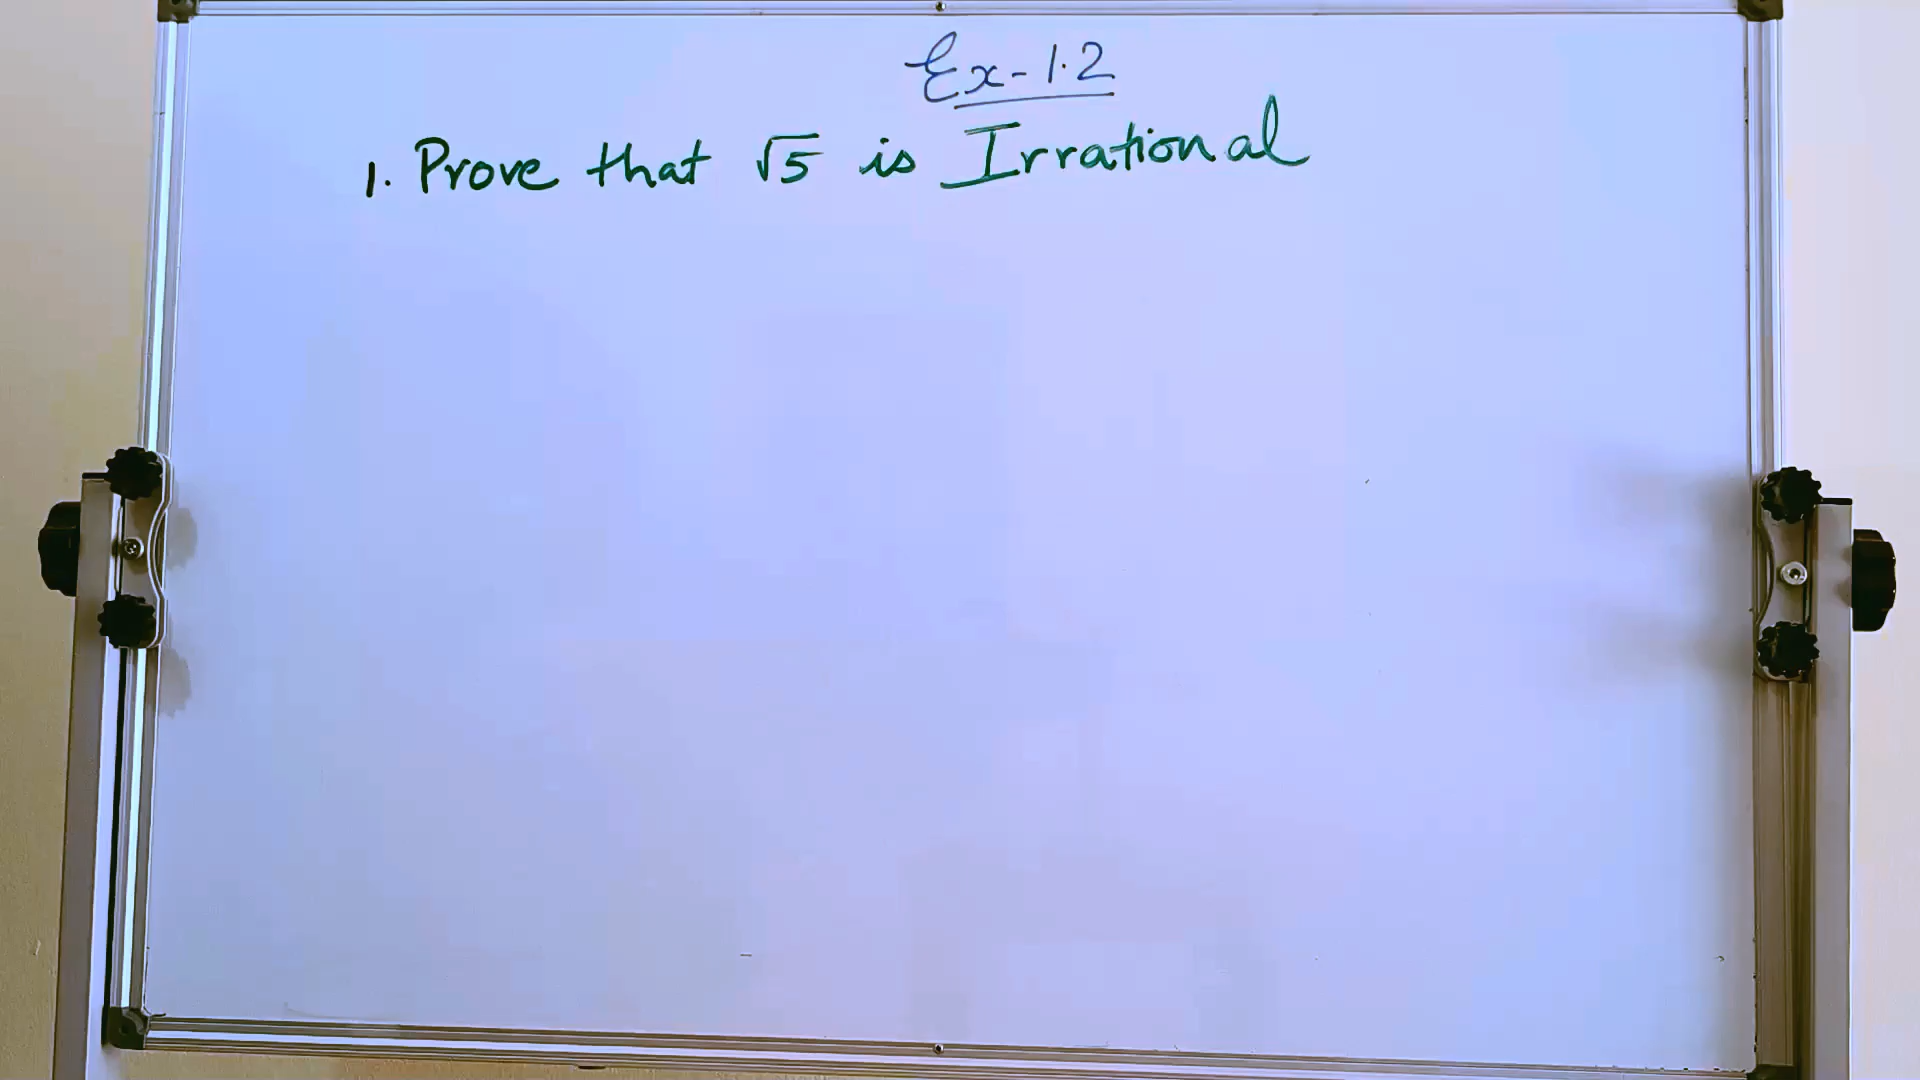 Ex-1.2
1. Prove that √5 is Irrational